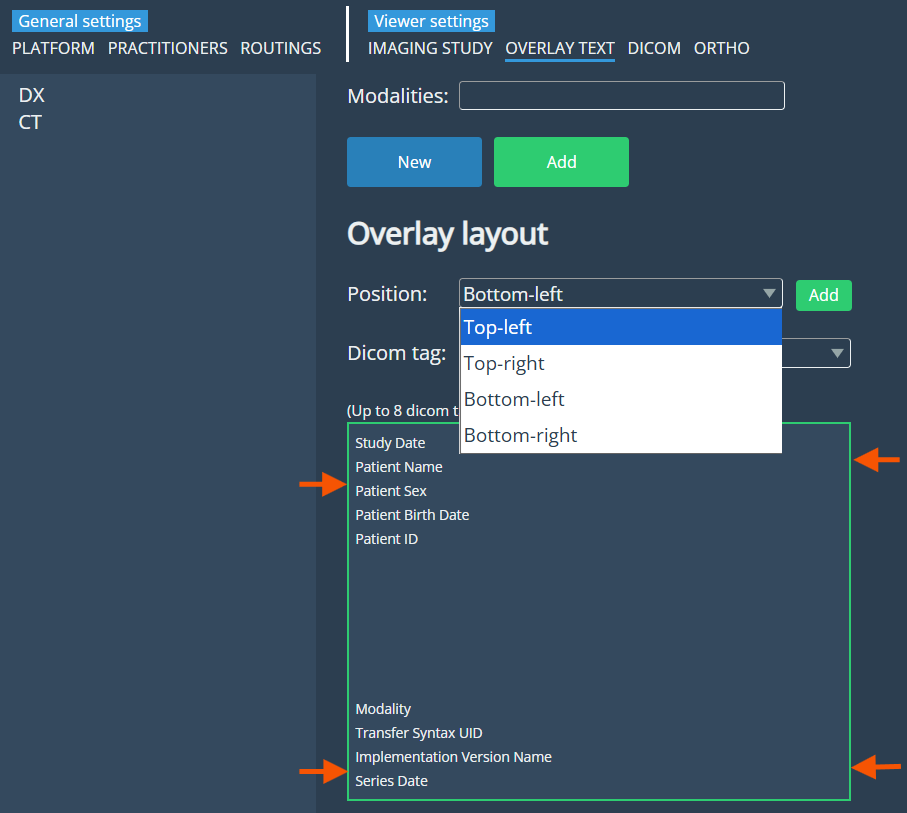 General settings
Viewer settings
PLATFORM PRACTITIONERS ROUTINGS
IMAGING STUDY OVERLAY TEXT DICOM ORTHO
DX
CT
Modalities:
New
Add
Overlay layout
Position:
Bottom-left
Add
Top-left
Top-right
Bottom-left
Bottom-right
Dicom tag:
(Up to 8 dicom t
Study Date
Patient Name
Patient Sex
Patient Birth Date
Patient ID
Modality
Transfer Syntax UID
Implementation Version Name
Series Date